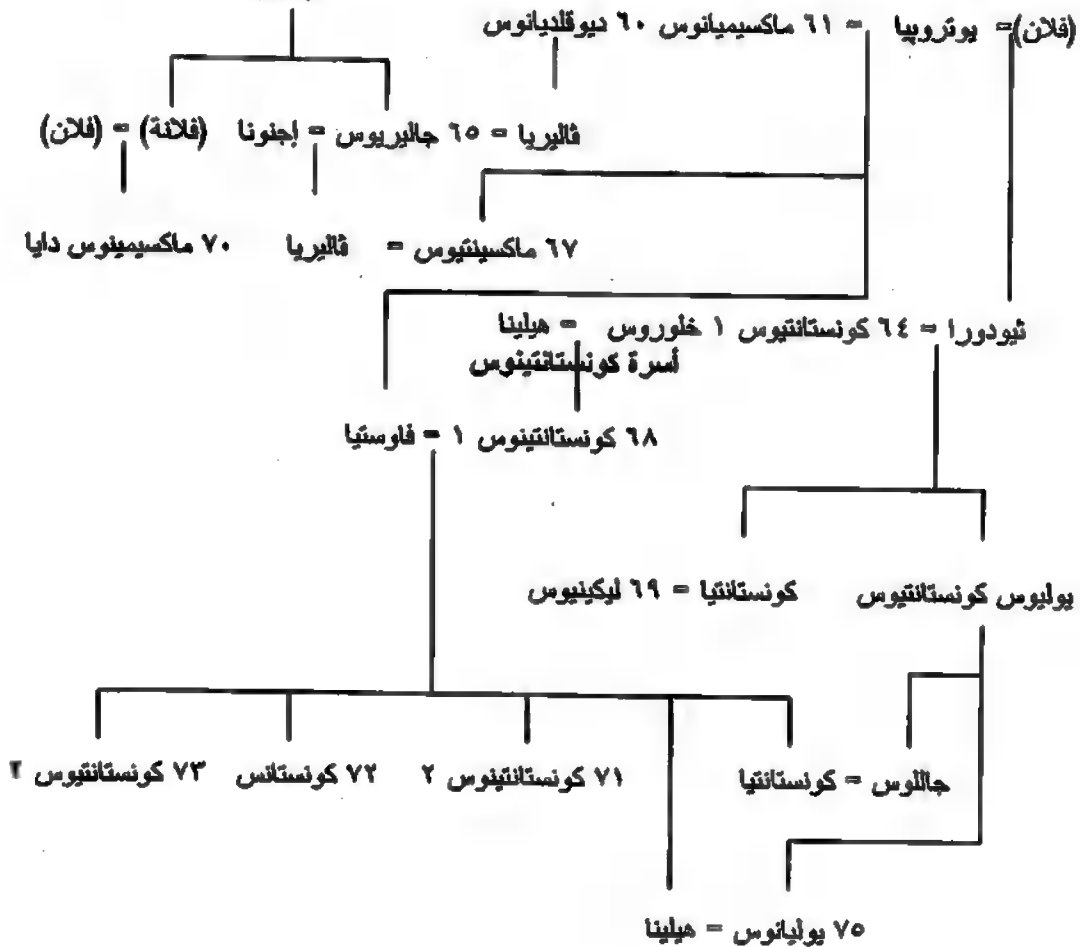 (فلان)= يوتروپيا = ٦١ ماكسيميانوس ٦٠ ديوقلديانوس
ڤاليريا = ٦٥ جاليريوس = إجنونا (فلانة) = (فلان)
٦٧ ماكسينتيوس = ڤاليريا ٧٠ ماكسيمينوس دايا
ثيودورا = ٦٤ كونستانتيوس ١ خلوروس = هيلينا
أسرة كونستانتينوس
٦٨ كونستانتينوس ١ = فاوستيا
يوليوس كونستانتيوس كونستانتيا = ٦٩ ليكينيوس
جاللوس = كونستانتيا ٧١ كونستانتينوس ٢ ٧٢ كونستانس ٧٣ كونستانتيوس ٢
٧٥ يوليانوس = هيلينا